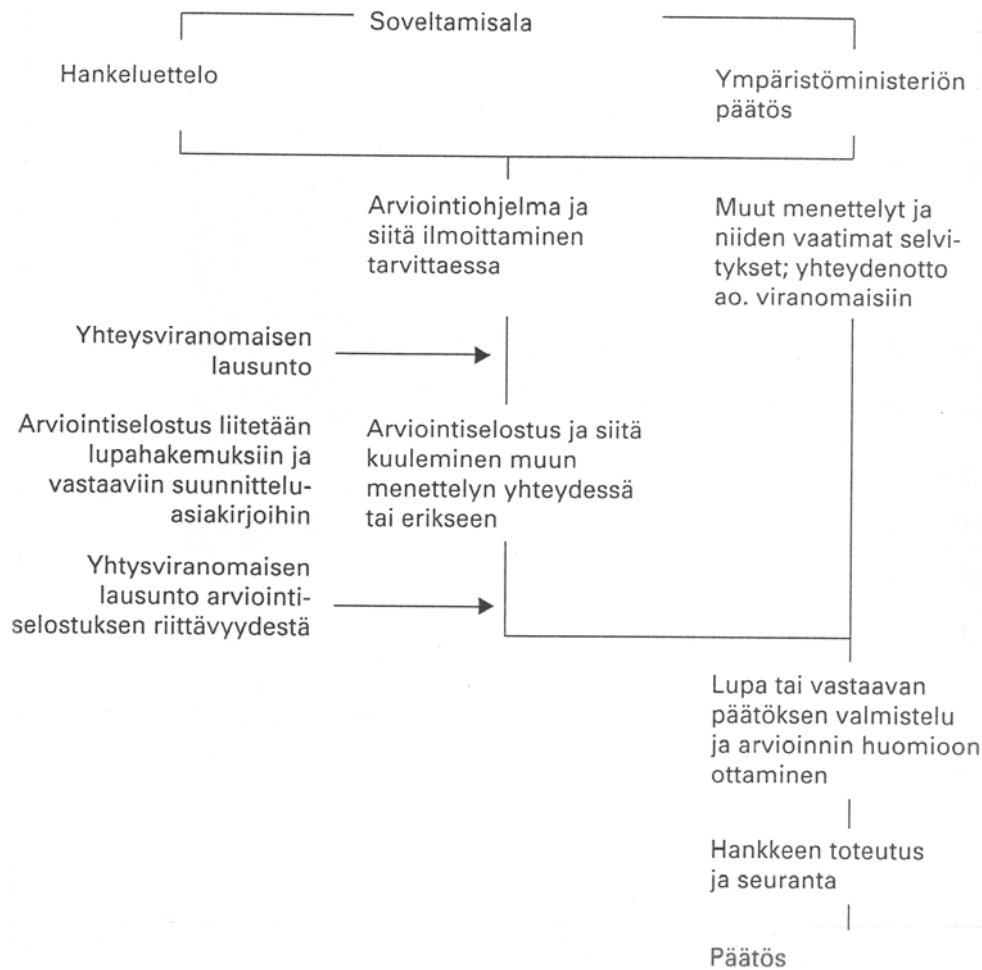 Soveltamisala
Hankeluettelo
Ympäristöministeriön
päätös
Arviointiohjelma ja
siitä ilmoittaminen
tarvittaessa
Muut menettelyt ja
niiden vaatimat selvi-
tykset; yhteydenotto
ao. viranomaisiin
Yhteysviranomaisen
lausunto
Arviointiselostus liitetään
lupahakemuksiin ja
vastaaviin suunnittelu-
asiakirjoihin
Arviointiselostus ja siitä
kuuleminen muun
menettelyn yhteydessä
tai erikseen
Yhtysviranomaisen
lausunto arviointi-
selostuksen riittävyydestä
Lupa tai vastaavan
päätöksen valmistelu
ja arvioinnin huomioon
ottaminen
Hankkeen toteutus
ja seuranta
Päätös